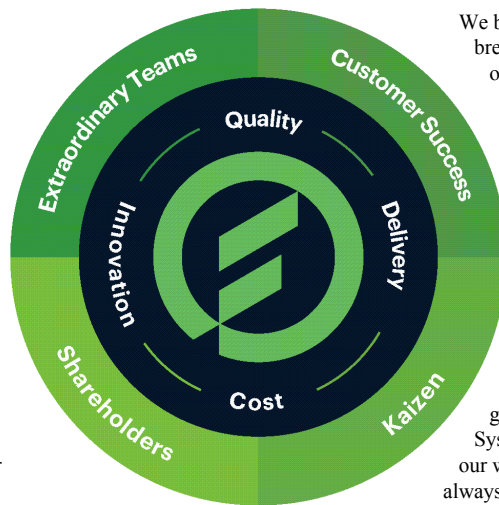 We b
bre
o
Extraordinary Teams
Customer Success
Quality
Innovation
Delivery
Cost
Shareholders
Kaizen
g
Sys
our w
always